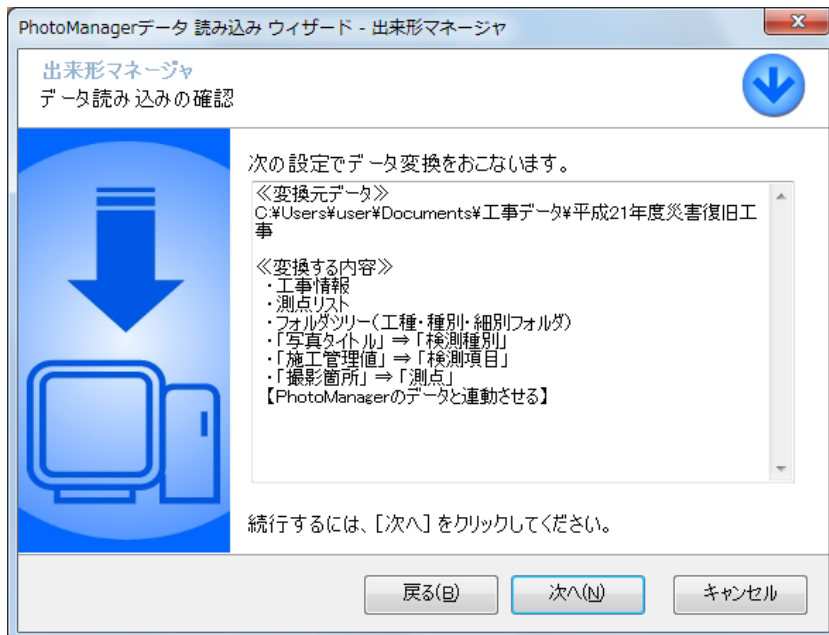 PhotoManagerデータ 読み込み ウィザード - 出来形マネージャ
出来形マネージャ
データ読み込みの確認
次の設定でデータ変換をおこないます。
≪変換元データ≫
C:¥Users¥user¥Documents¥工事データ¥平成21年度災害復旧工
事
≪変換する内容≫
・工事情報
・測点リスト
・フォルダツリー(工種・種別・細別フォルダ)
・「写真タイトル」⇒「検測種別」
・「施工管理値」⇒「検測項目」
・「撮影箇所」⇒「測点」
【PhotoManagerのデータと連動させる】
続行するには、[次へ] をクリックしてください。
戻る(B)
次へ(N)
キャンセル